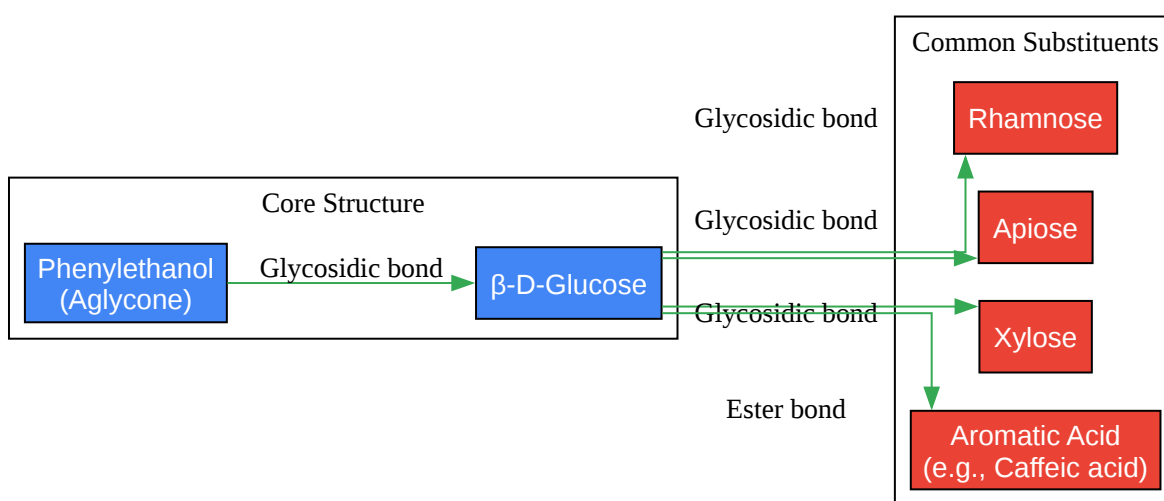 Common Substituents
Rhamnose
Glycosidic bond
Core Structure
Glycosidic bond
Apiose
Phenylethanol
(Aglycone)
Glycosidic bond
β-D-Glucose
Glycosidic bond
Xylose
Ester bond
Aromatic Acid
(e.g., Caffeic acid)